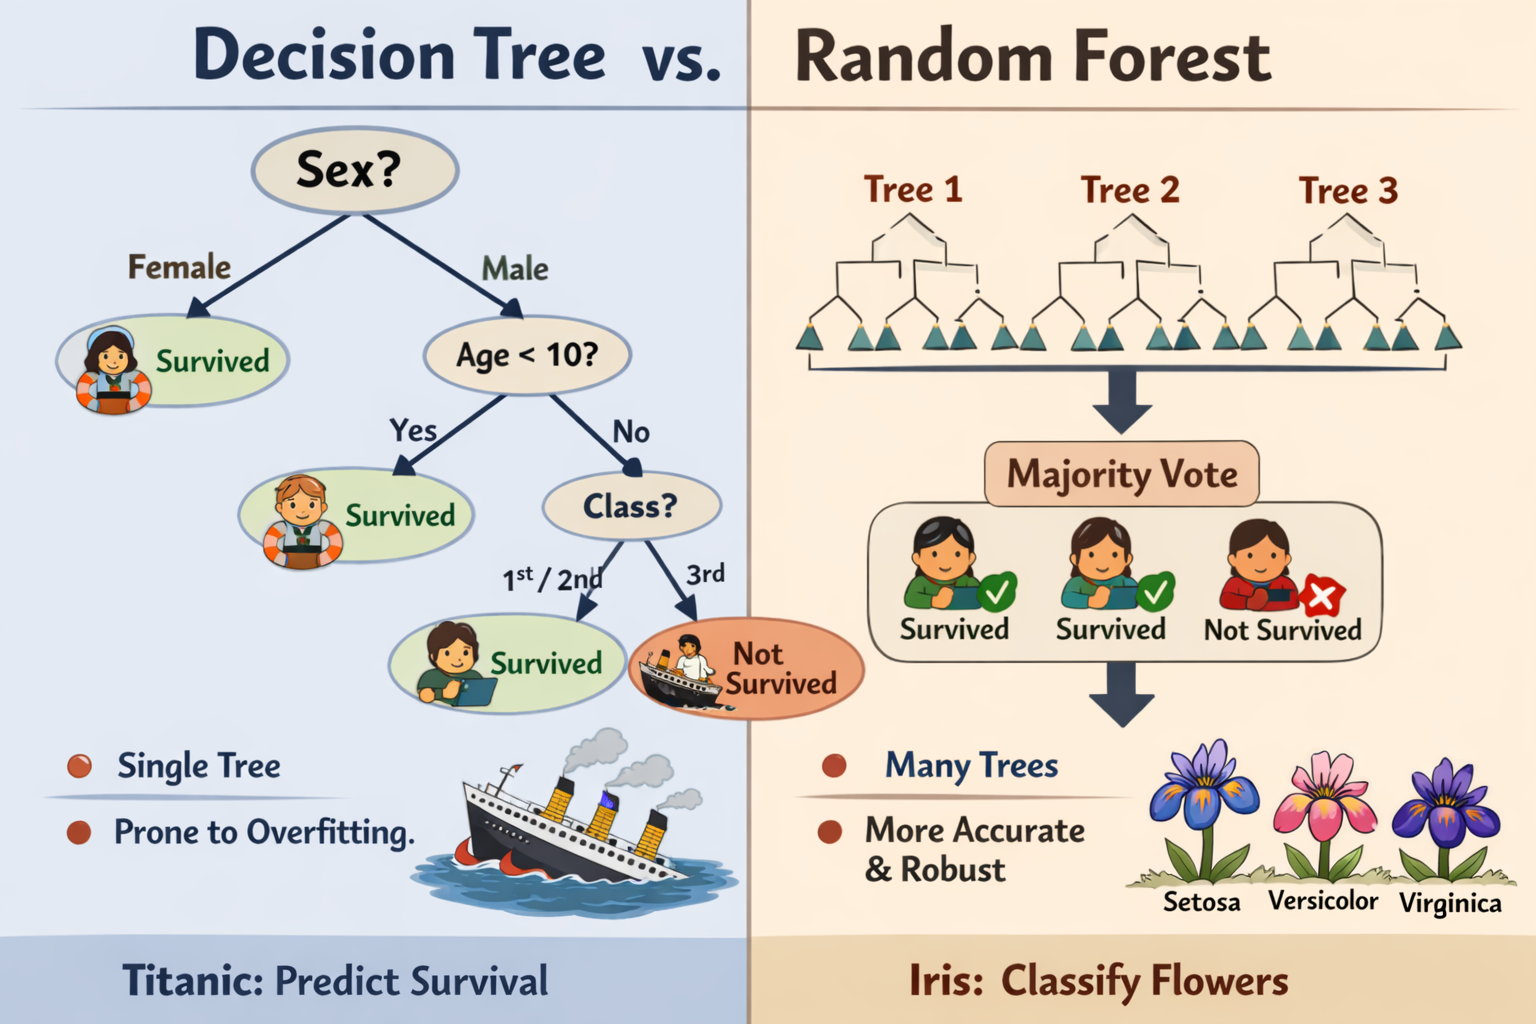 Decision Tree vs. Random Forest
Sex?
Female
Male
Survived
Age < 10?
Yes
No
Survived
Class?
1st / 2nd
3rd
Survived
Not
Survived
Single Tree
Prone to Overfitting.
Titanic: Predict Survival
Tree 1
Tree 2
Tree 3
Majority Vote
Survived
Survived
Not Survived
Many Trees
More Accurate
& Robust
Setosa
Versicolor
Virginica
Iris: Classify Flowers